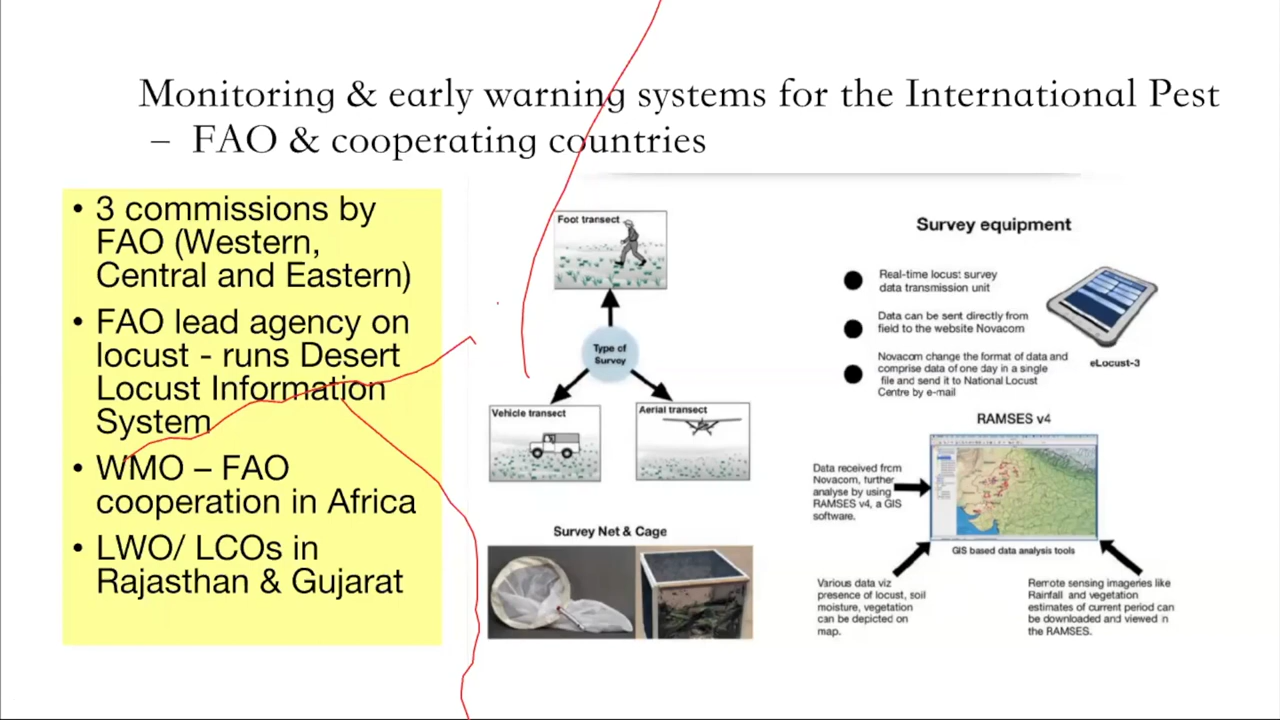 Monitoring & early warning systems for the International Pest
– FAO & cooperating countries
• 3 commissions by
FAO (Western,
Central and Eastern)
• FAO lead agency on
locust - runs Desert
Locust Information
System
• WMO – FAO
cooperation in Africa
• LWO/ LCOs in
Rajasthan & Gujarat
Foot transect
Type of
Survey
Vehicle transect
Aerial transect
Survey Net & Cage
Survey equipment
Real-time locust survey
data transmission unit
Data can be sent directly from
field to the website Novacom
Novacom change the format of data and
comprise data of one day in a single
file and send it to National Locust
Centre by e-mail
eLocust-3
RAMSES v4
Data received from
Novacom, further
analyse by using
RAMSES v4, a GIS
software.
GIS based data analysis tools
Various data viz
presence of locust, soil
moisture, vegetation
can be depicted on
map.
Remote sensing imageries like
Rainfall and vegetation
estimates of current period can
be downloaded and viewed n
the RAMSES.